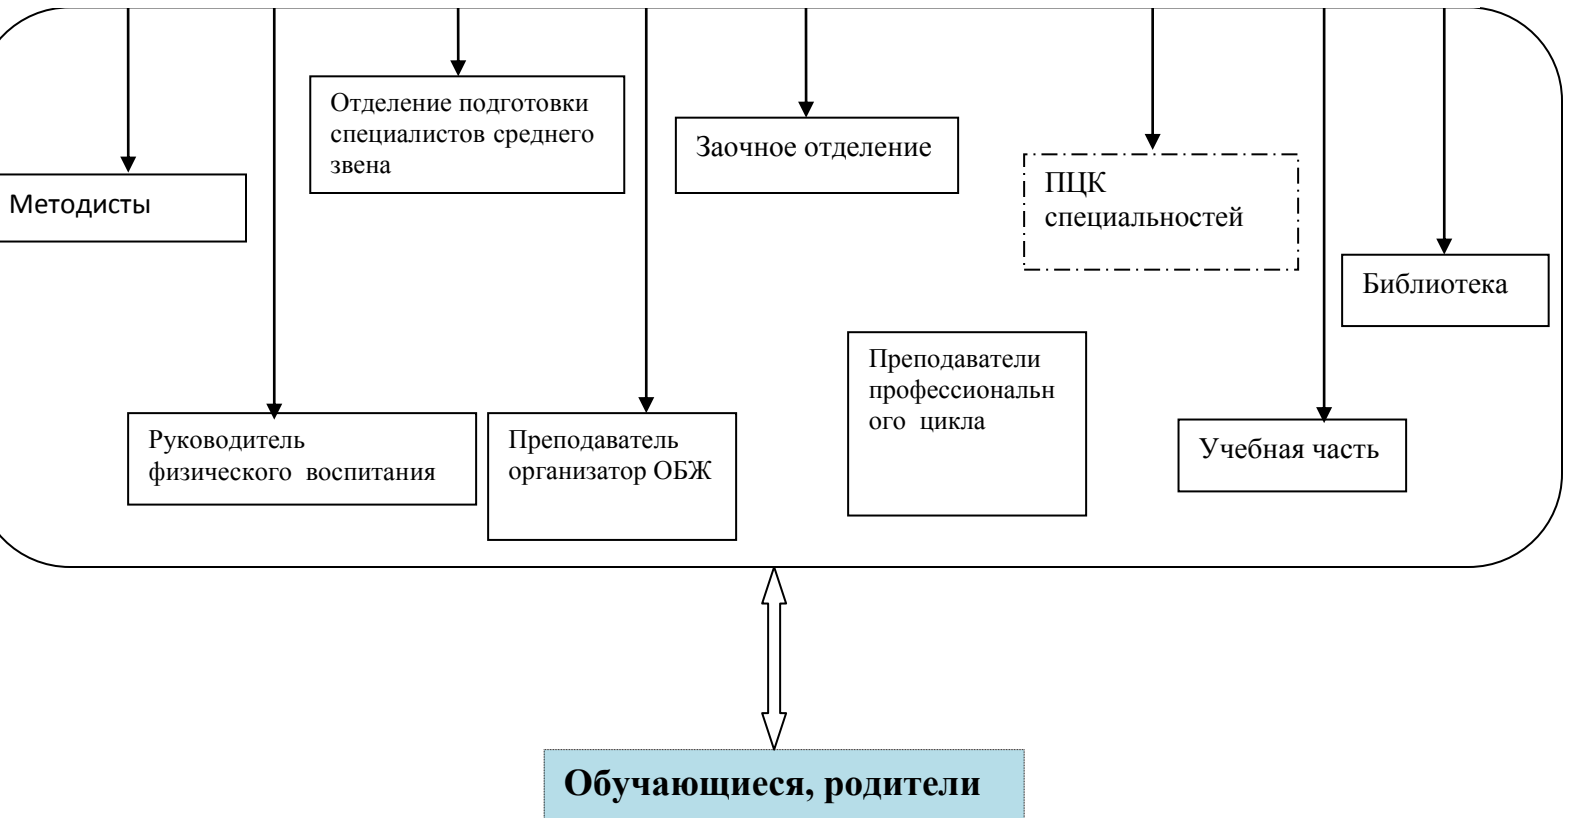 Отделение подготовки
специалистов среднего
звена
Заочное отделение
ПЦК
специальностей
Методисты
Библиотека
Преподаватели
профессиональн
ого цикла
Руководитель
физического воспитания
Преподаватель
организатор ОБЖ
Учебная часть
Обучающиеся, родители